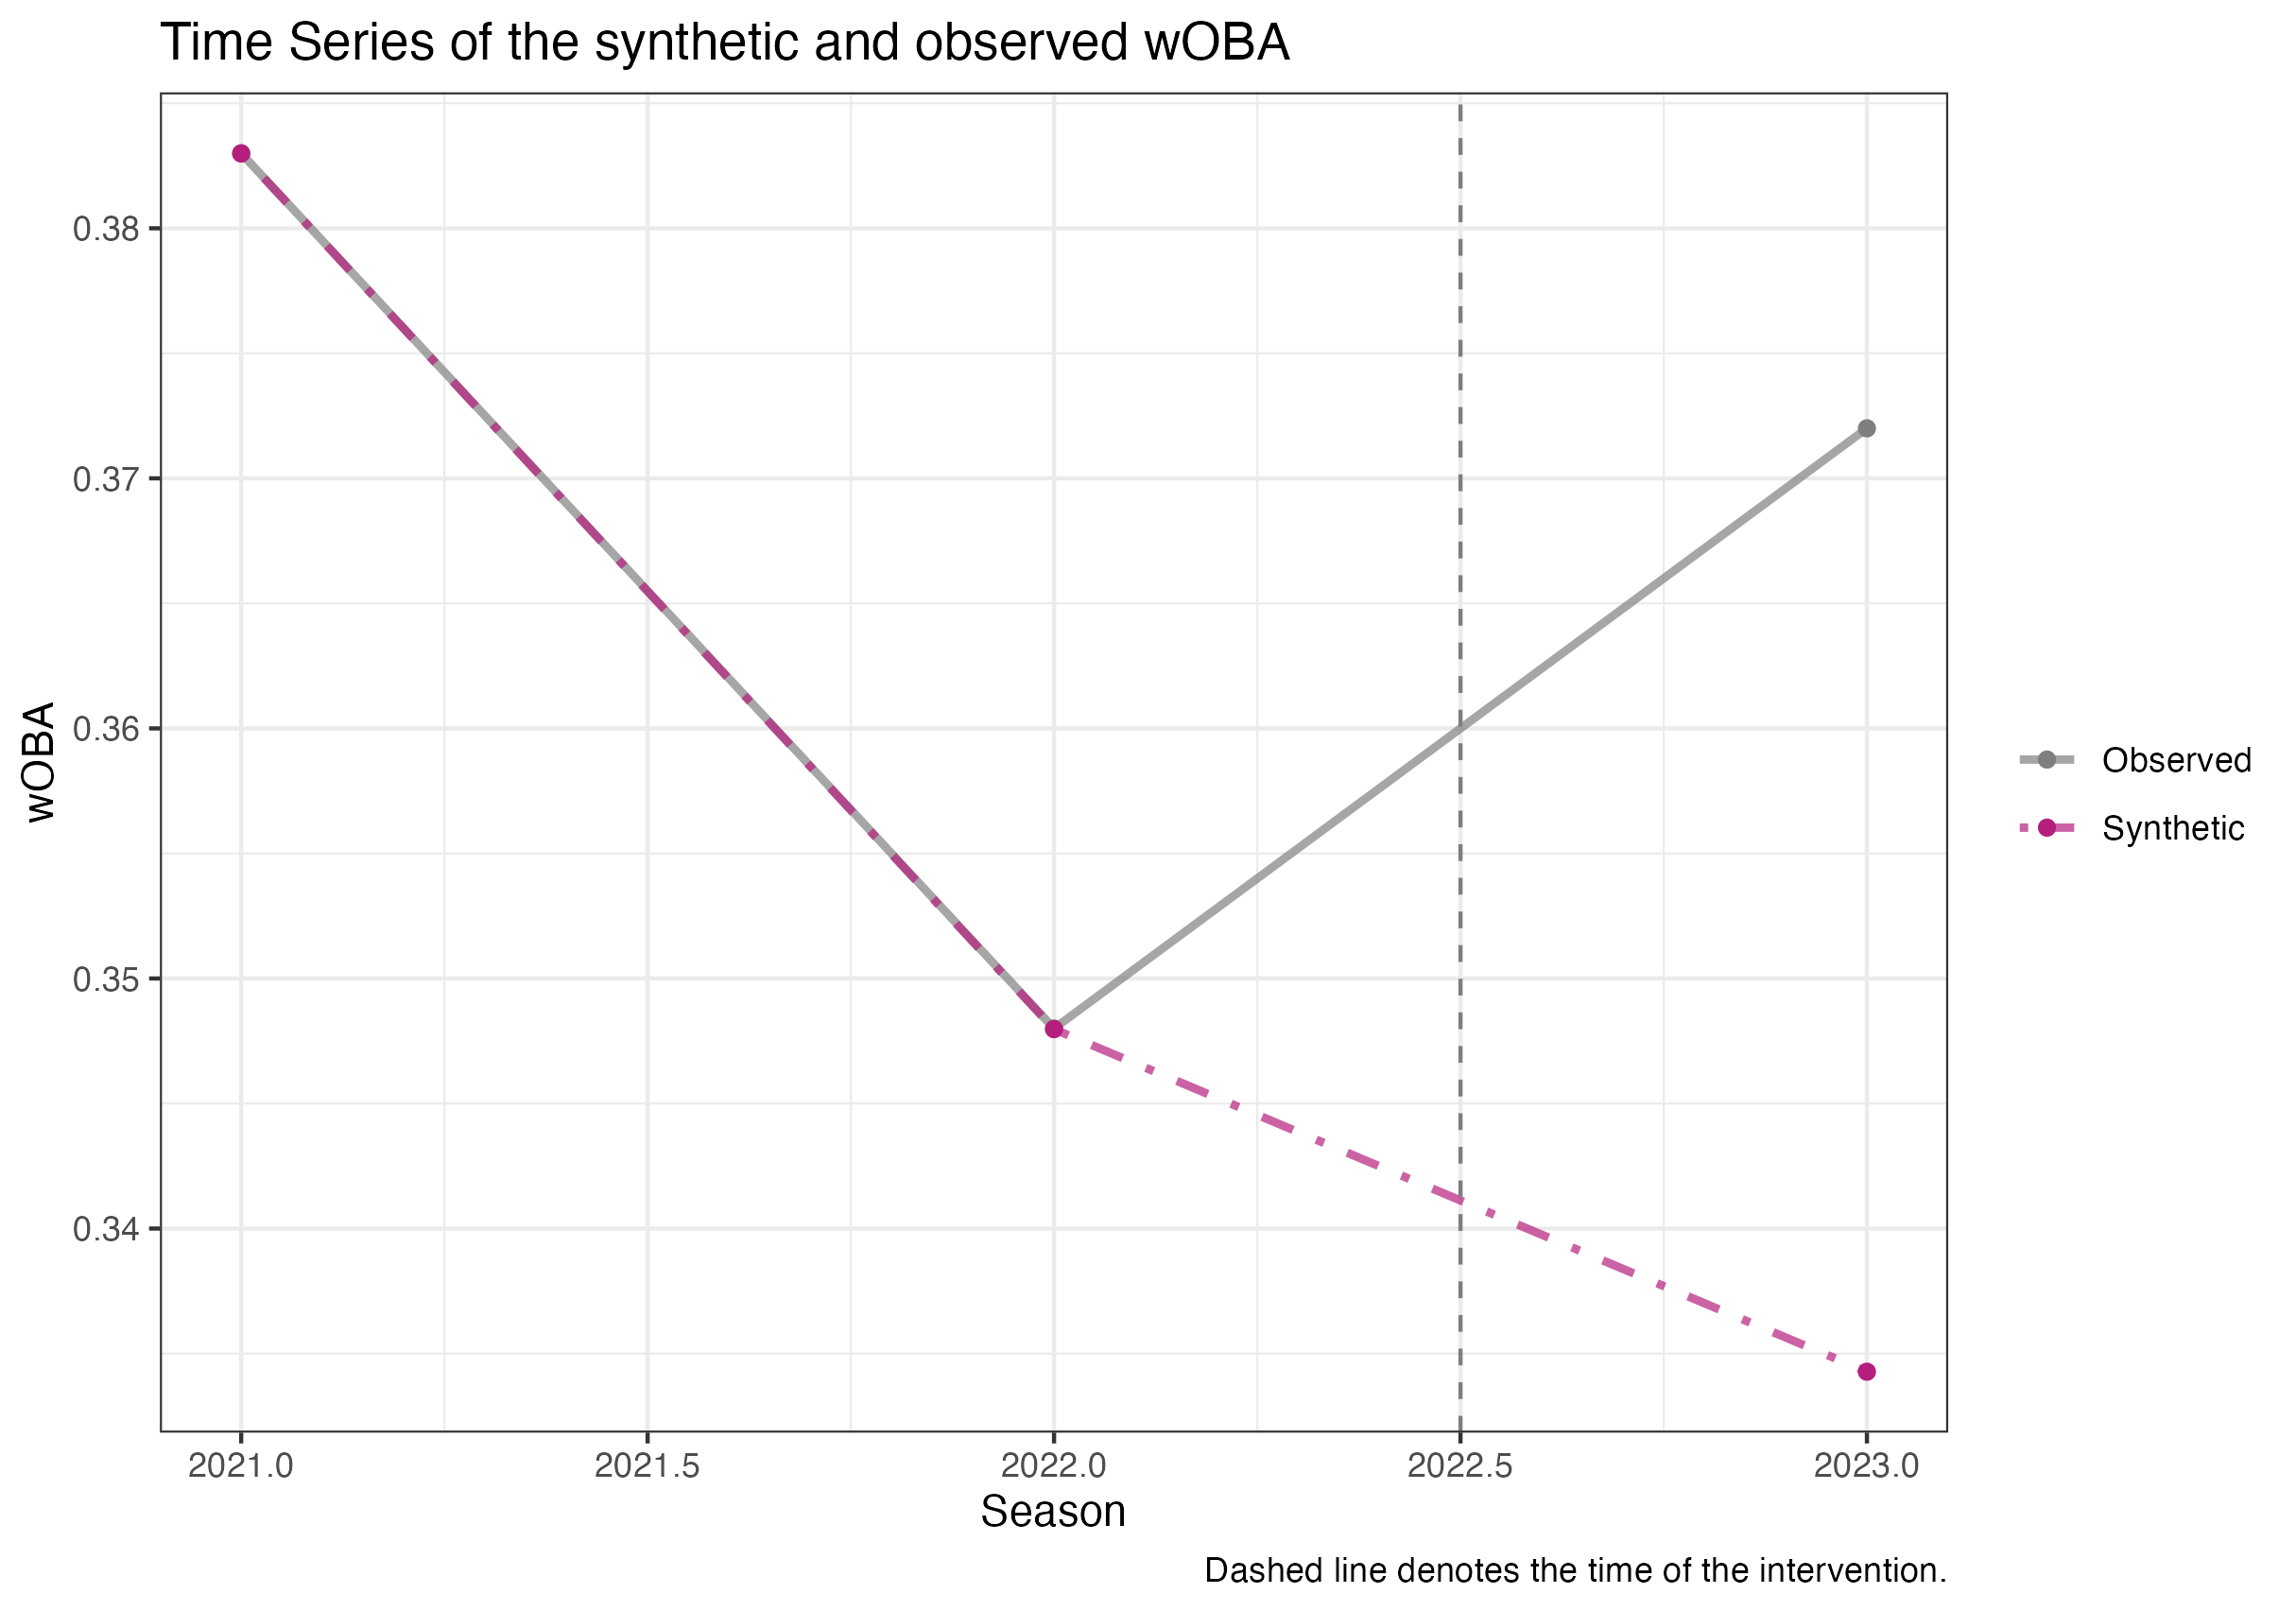 Time Series of the synthetic and observed wOBA
wOBA
0.38
0.37
0.36
0.35
0.34
2021.0
2021.5
2022.0
2022.5
2023.0
Season
Observed
Synthetic
Dashed line denotes the time of the intervention.